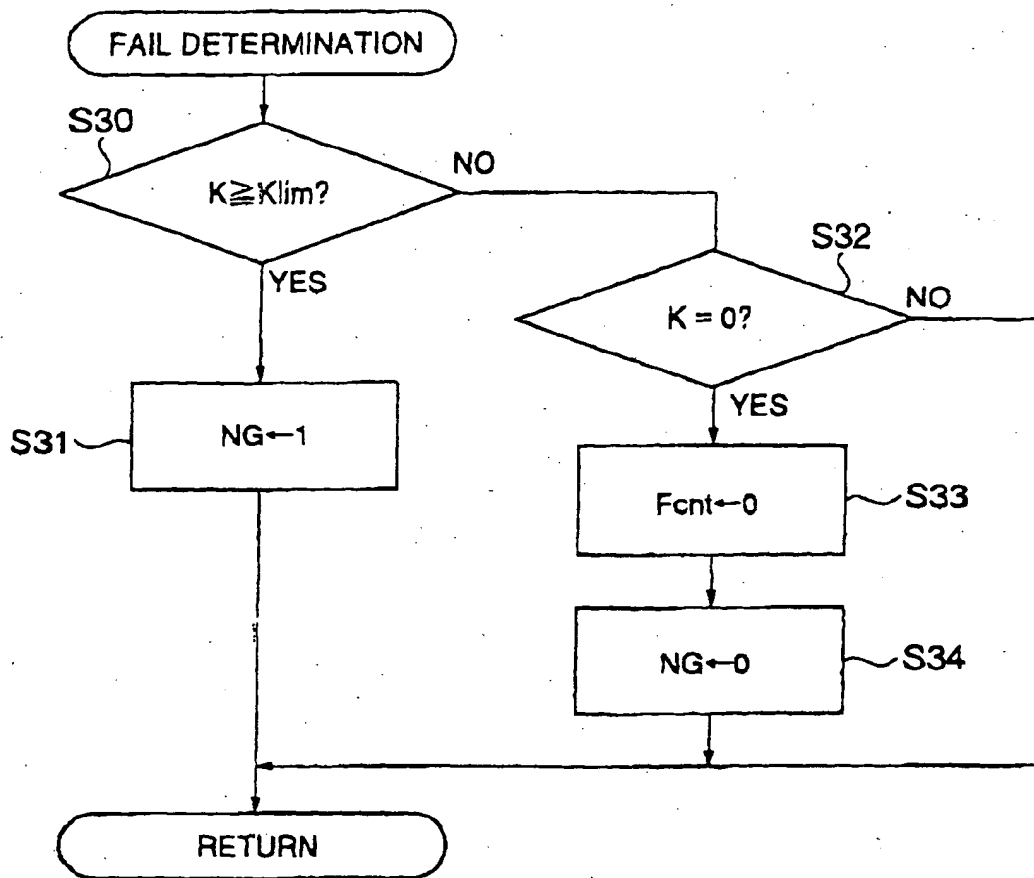 FAIL DETERMINATION
S30
K≧Klim?
NO
YES
S32
K = 0?
NO
YES
S31
NG←1
Fcnt←0
S33
NG←0
S34
RETURN